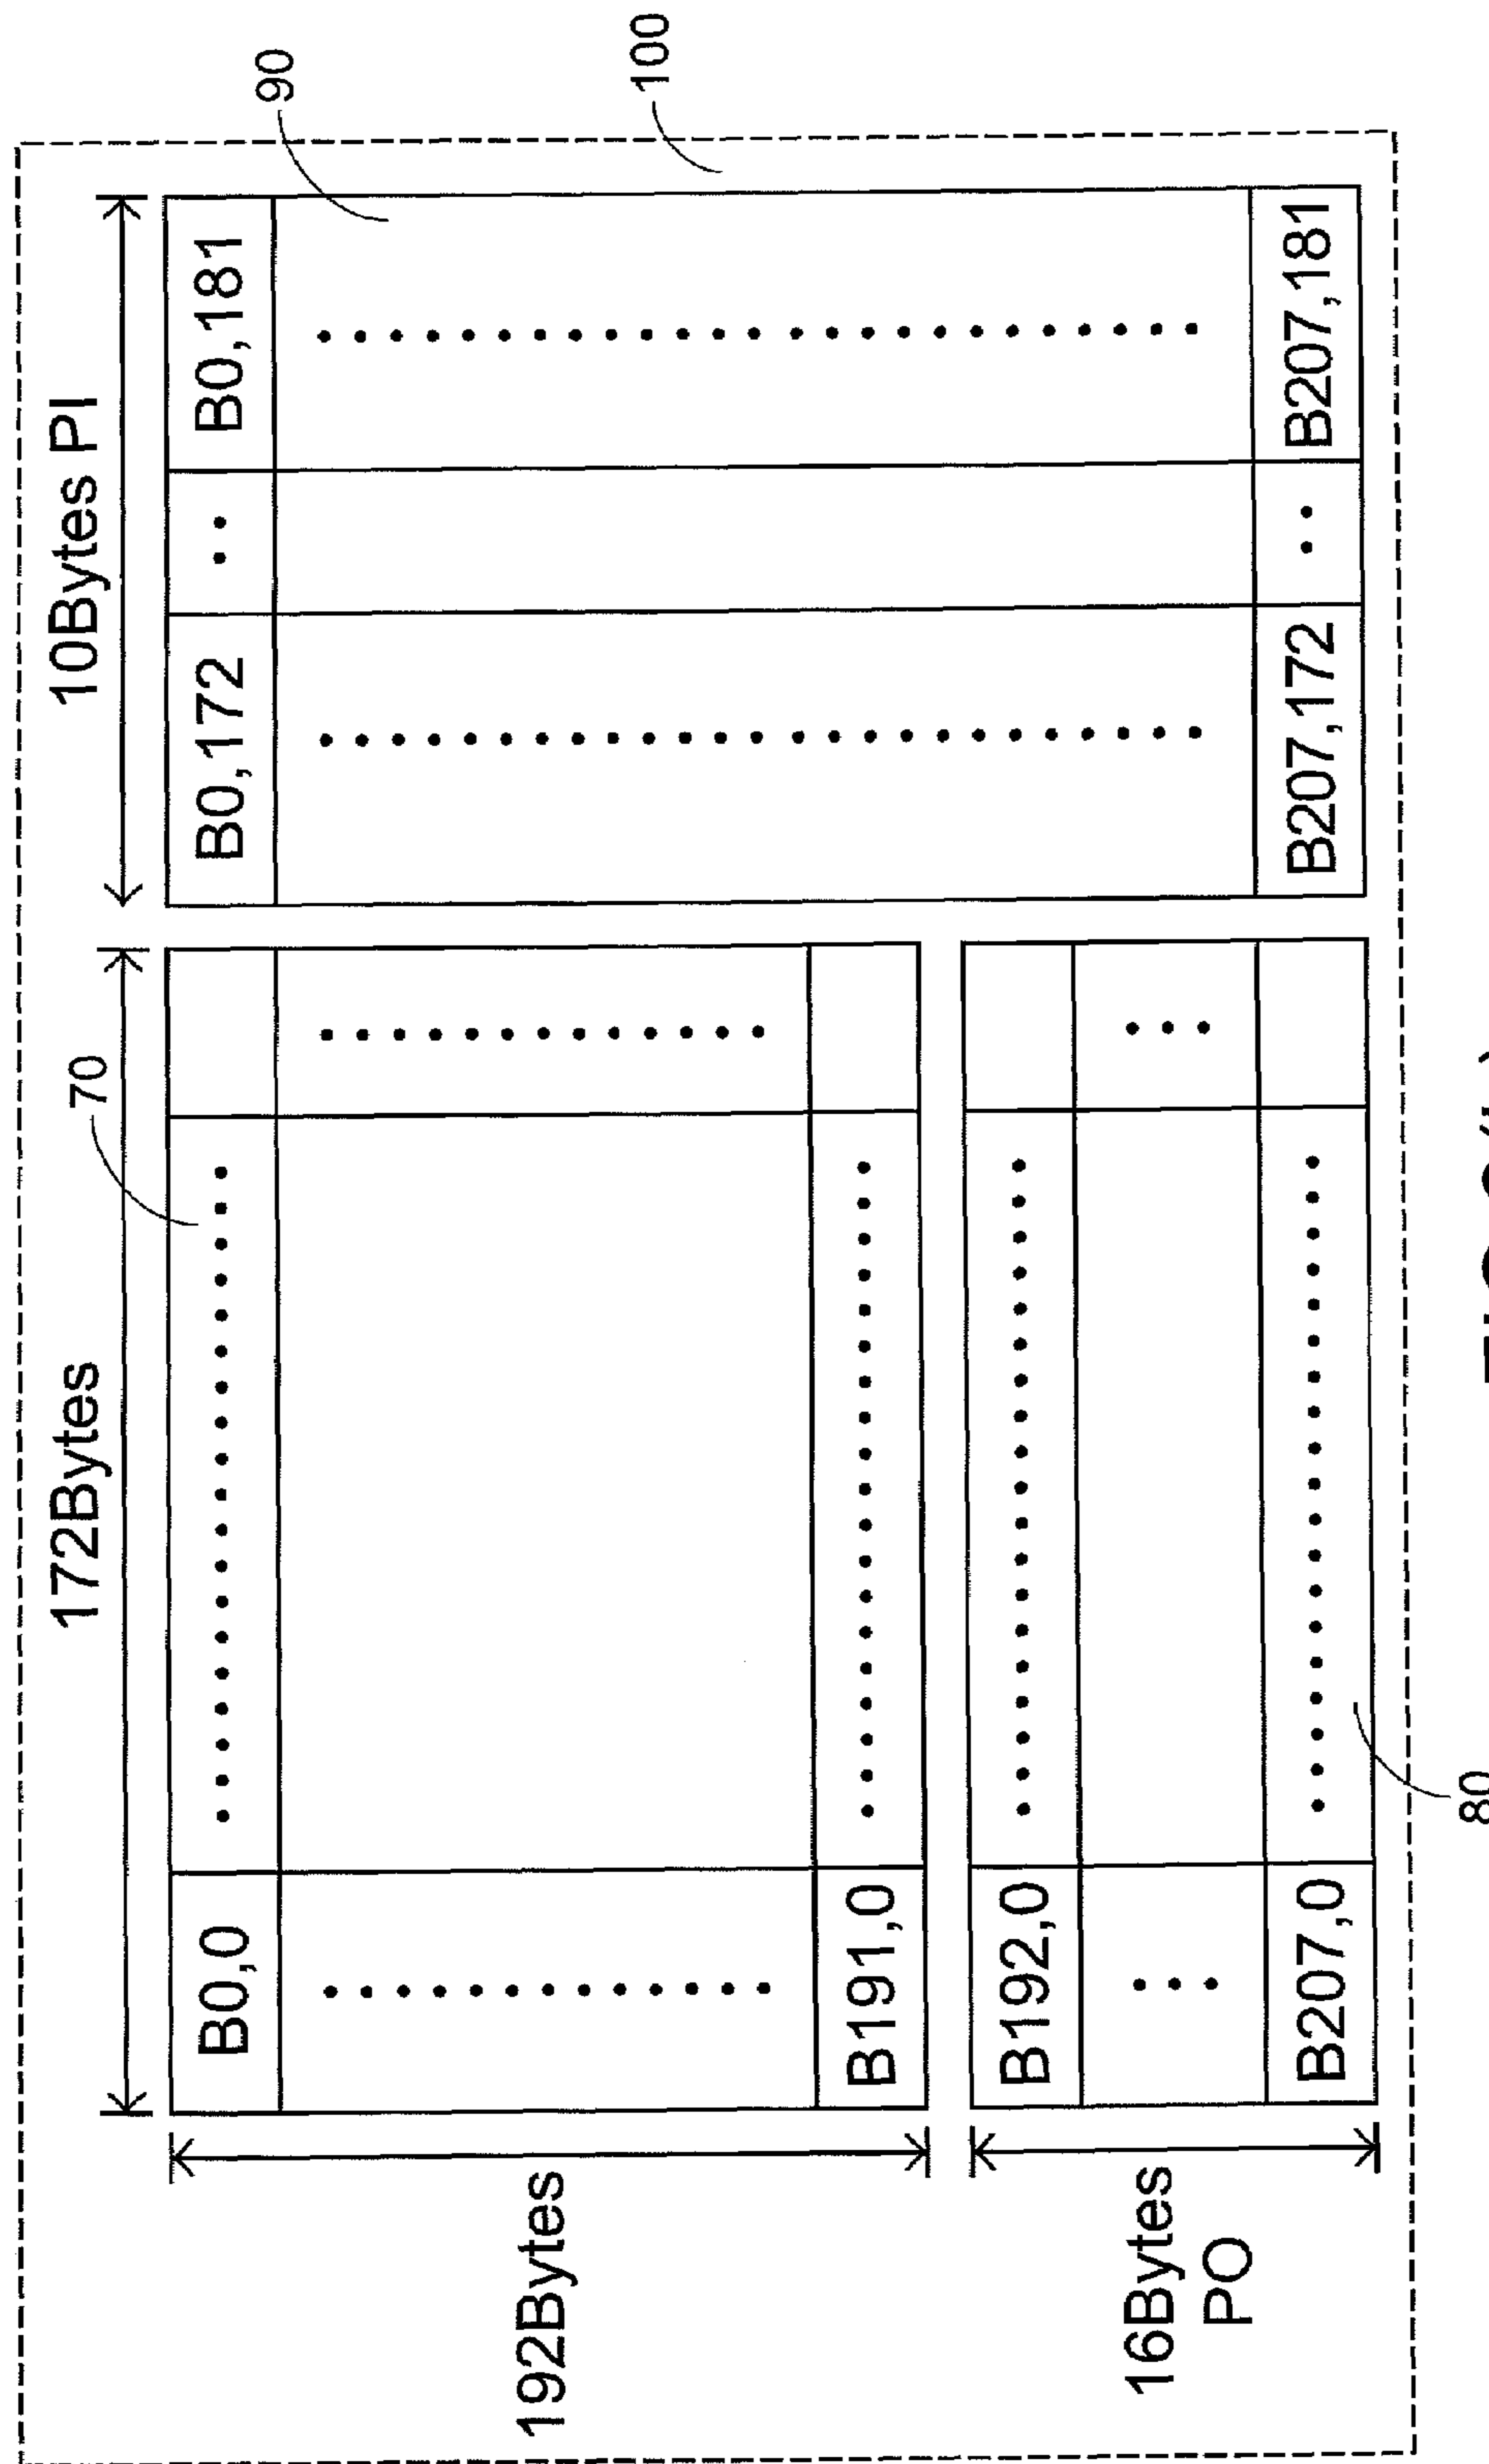 172Bytes
10Bytes PI
70
90
100
B0,0
B0,172
B0,181
192Bytes
B191,0
B192,0
16Bytes
PO
B207,0
B207,172
B207,181
80